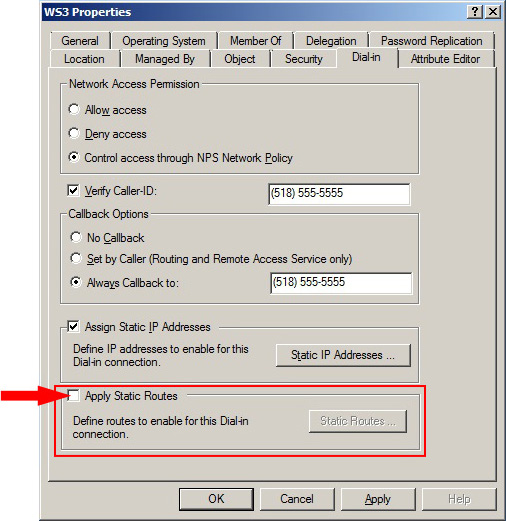 WS3 Properties
General Operating System Member Of Delegation Password Replication
Location Managed By Object Security Dial-in Attribute Editor
Network Access Permission
Allow access
Deny access
Control access through NPS Network Policy
Verify Caller-ID: (518) 555-5555
Callback Options
No Callback
Set by Caller (Routing and Remote Access Service only)
Always Callback to: (518) 555-5555
Assign Static IP Addresses
Define IP addresses to enable for this
Dial-in connection.
Static IP Addresses ...
Apply Static Routes
Define routes to enable for this Dial-in
connection.
Static Routes ...
OK Cancel Apply Help